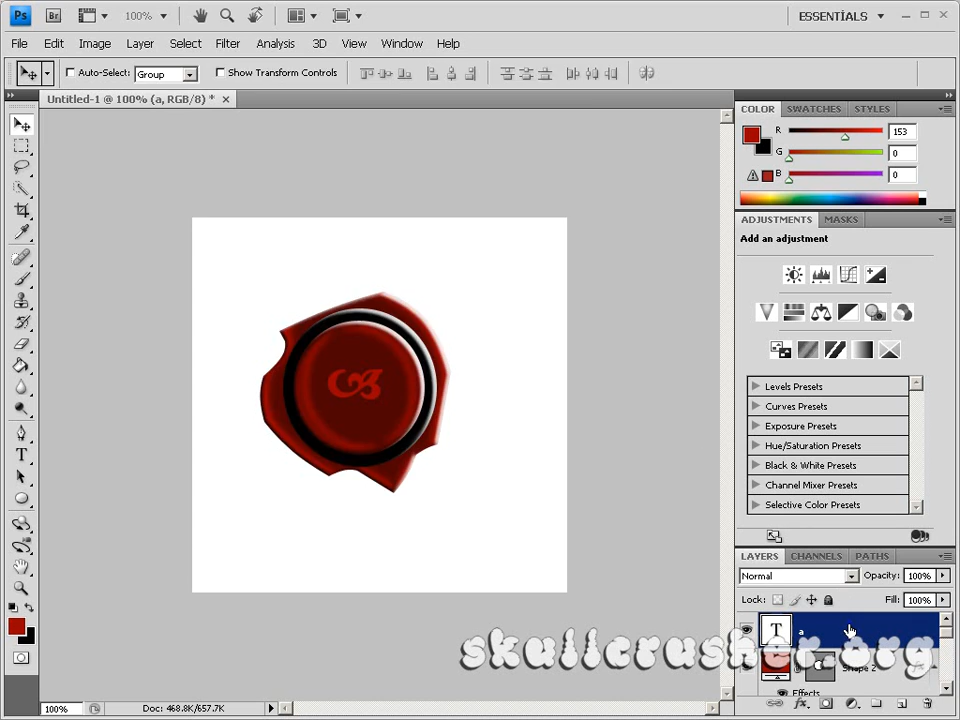 Ps Br 100% ESSENTIALS
File Edit Image Layer Select Filter Analysis 3D View Window Help
Auto-Select: Group Show Transform Controls
Untitled-1 @ 100% (a, RGB/8) * x
COLOR SWATCHES STYLES
R 153
G 0
B 0
ADJUSTMENTS MASKS
Add an adjustment
Levels Presets
Curves Presets
Exposure Presets
Hue/Saturation Presets
Black & White Presets
Channel Mixer Presets
Selective Color Presets
LAYERS CHANNELS PATHS
Normal Opacity: 100%
Lock: Fill: 100%
T a
Shape 2
Effects
skullcrusher.org
100% Doc: 468.8K/657.7K